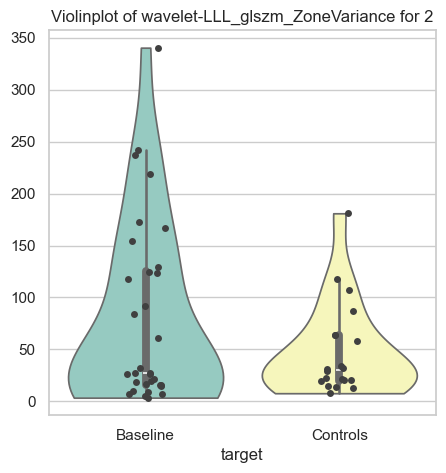 Violinplot of wavelet-LLL_glszm_ZoneVariance for 2
350
300
250
200
150
100
50
0
Baseline
Controls
target